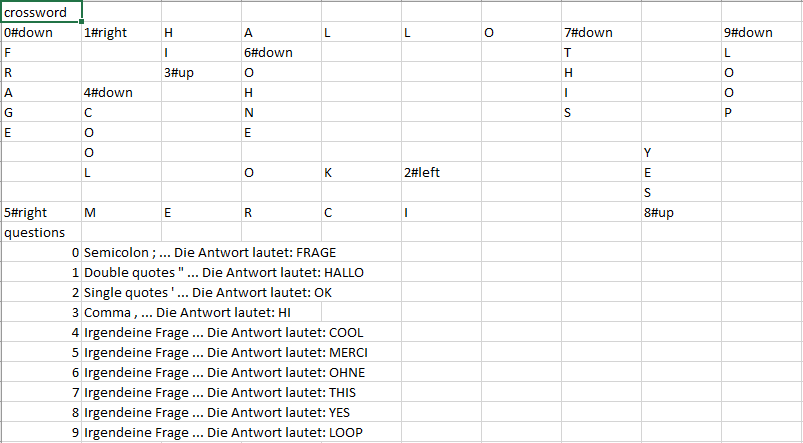 crossword
0#down 1#right H A L L O 7#down 9#down
F I 6#down T L
R 3#up O H O
A 4#down H I O
G C N S P
E O E
O Y
L O K 2#left E
S
5#right M E R C I 8#up
questions
0 Semicolon ; ... Die Antwort lautet: FRAGE
1 Double quotes " ... Die Antwort lautet: HALLO
2 Single quotes ' ... Die Antwort lautet: OK
3 Comma , ... Die Antwort lautet: HI
4 Irgendeine Frage ... Die Antwort lautet: COOL
5 Irgendeine Frage ... Die Antwort lautet: MERCI
6 Irgendeine Frage ... Die Antwort lautet: OHNE
7 Irgendeine Frage ... Die Antwort lautet: THIS
8 Irgendeine Frage ... Die Antwort lautet: YES
9 Irgendeine Frage ... Die Antwort lautet: LOOP